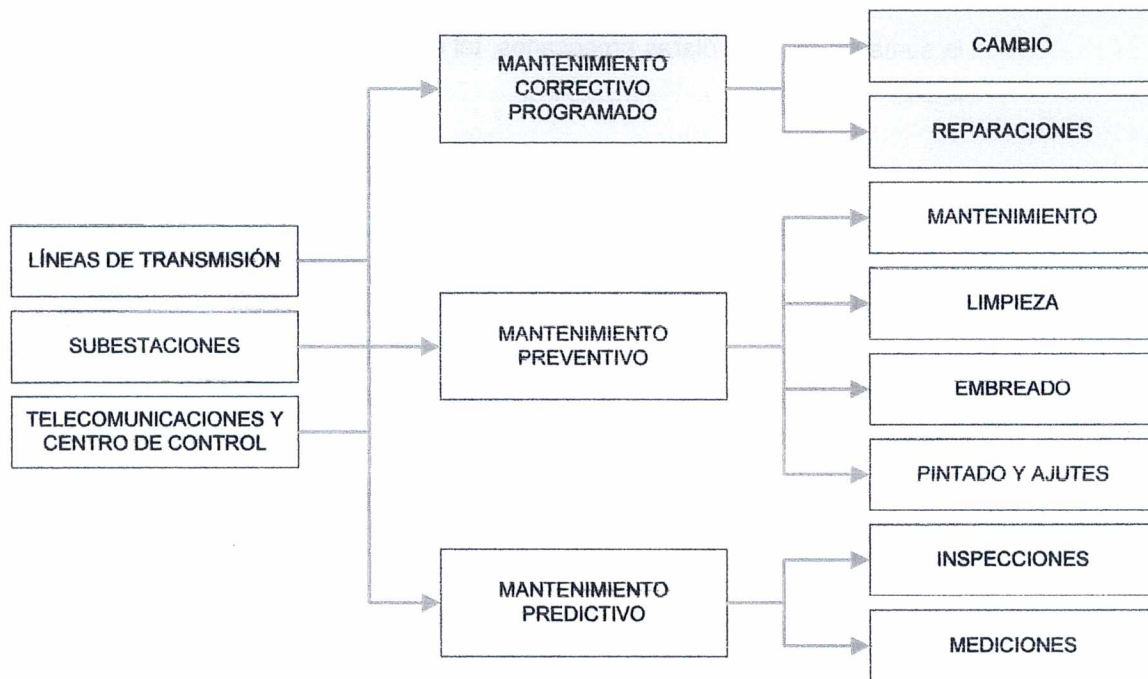 LÍNEAS DE TRANSMISIÓN
SUBESTACIONES
TELECOMUNICACIONES Y
CENTRO DE CONTROL
MANTENIMIENTO
CORRECTIVO
PROGRAMADO
MANTENIMIENTO
PREVENTIVO
MANTENIMIENTO
PREDICTIVO
CAMBIO
REPARACIONES
MANTENIMIENTO
LIMPIEZA
EMBREADO
PINTADO Y AJUTES
INSPECCIONES
MEDICIONES